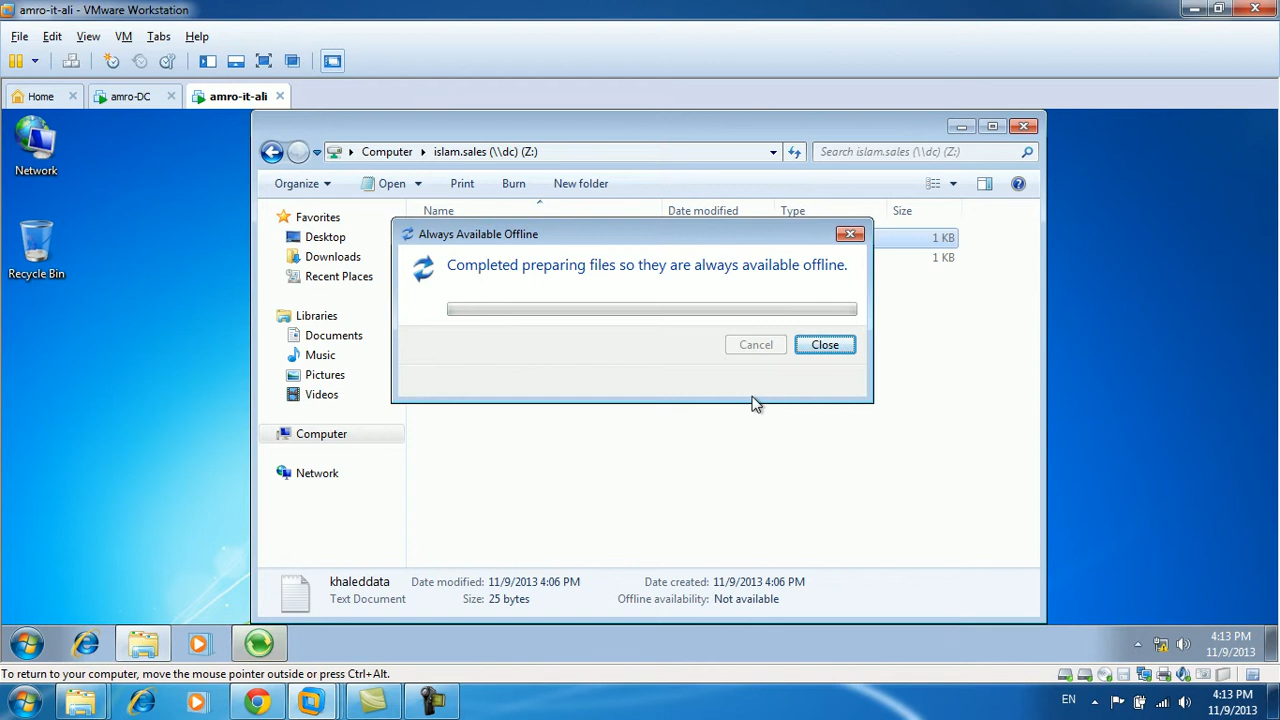 amro-it-ali - VMware Workstation
File Edit View VM Tabs Help
Home amro-DC amro-it-ali
Network
Recycle Bin
Computer islam.sales (\\dc) (Z:) Search islam.sales (\\dc) (Z:)
Organize Open Print Burn New folder
Name Date modified Type Size
Favorites
Desktop
Downloads
Recent Places
Libraries
Documents
Music
Pictures
Videos
Computer
Network
1 KB
1 KB
Always Available Offline
Completed preparing files so they are always available offline.
Cancel Close
khaleddata Date modified: 11/9/2013 4:06 PM Date created: 11/9/2013 4:06 PM
Text Document Size: 25 bytes Offline availability: Not available
4:13 PM
11/9/2013
To return to your computer, move the mouse pointer outside or press Ctrl+Alt.
EN 4:13 PM
11/9/2013